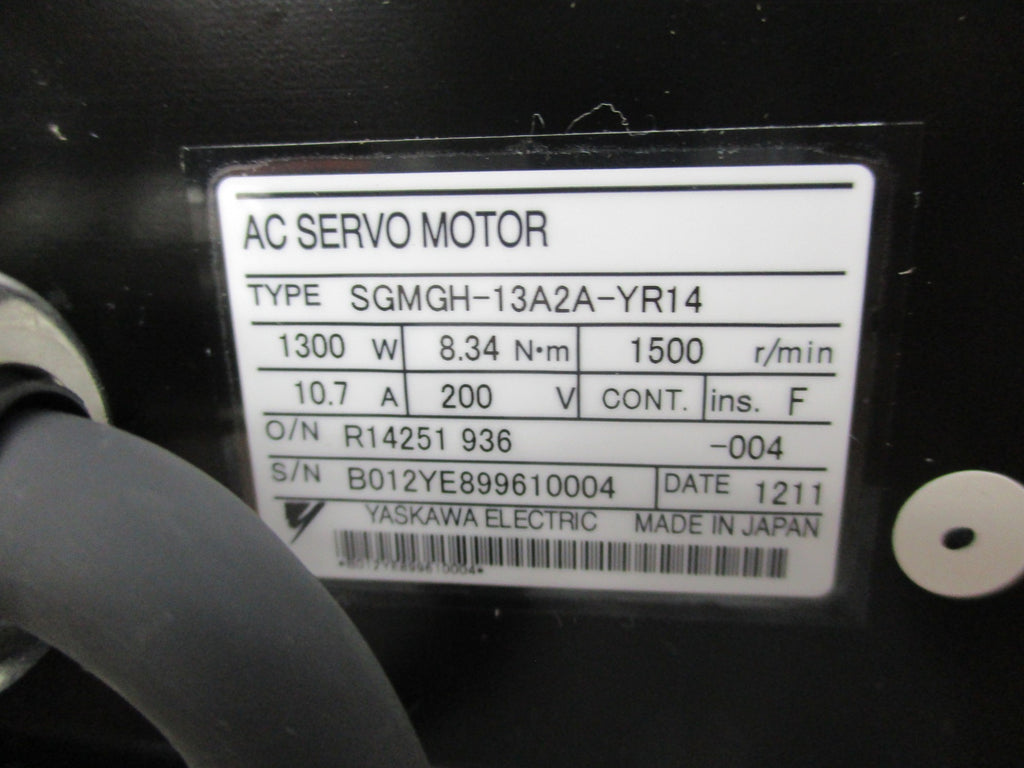 AC SERVO MOTOR
TYPE SGMGH-13A2A-YR14
1300 W 8.34 N·m 1500 r/min
10.7 A 200 V CONT. ins. F
O/N R14251 936 -004
S/N B012YE899610004 DATE 1211
YASKAWA ELECTRIC MADE IN JAPAN
*B012YE899610004*